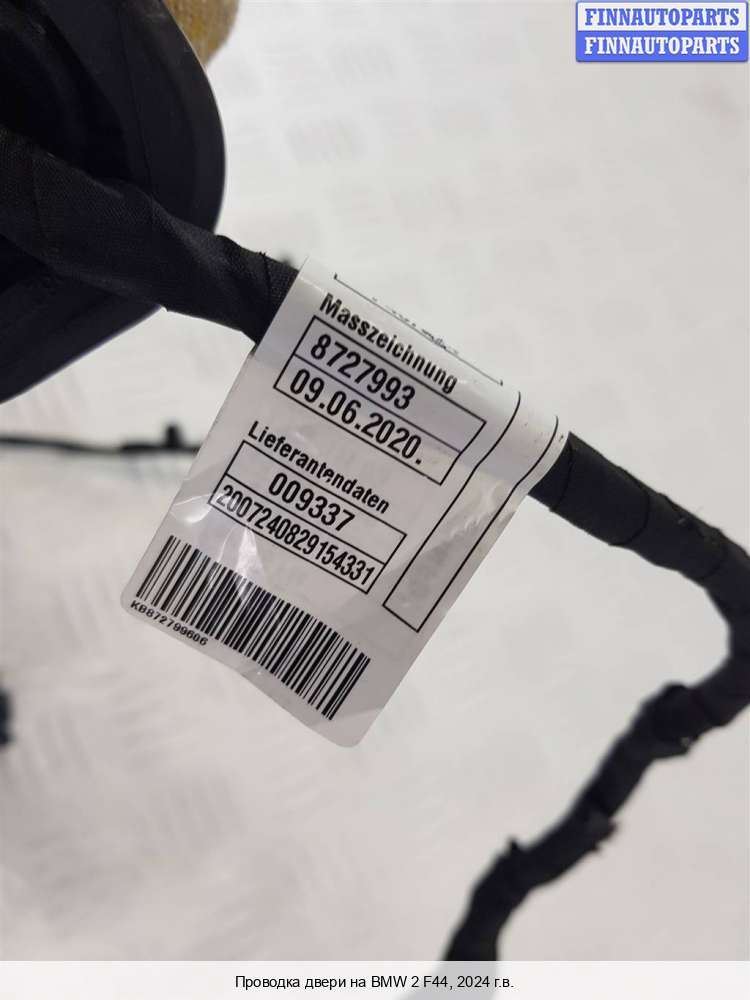 FINNAUTOPARTS
FINNAUTOPARTS
Masszeichnung
8727993
09.06.2020.
Lieferantendaten
009337
2007240829154331
KB872799606
Проводка двери на BMW 2 F44, 2024 г.в.